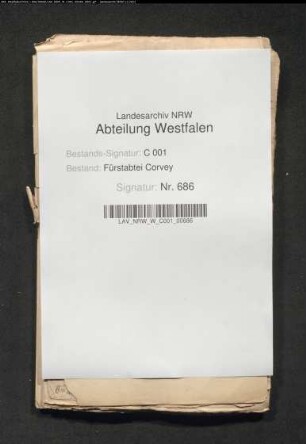 Landesarchiv NRW
Abteilung Westfalen
Bestands-Signatur: C 001
Bestand: Fürstabtei Corvey
Signatur: Nr. 686
LAV_NRW_W_C001_00686